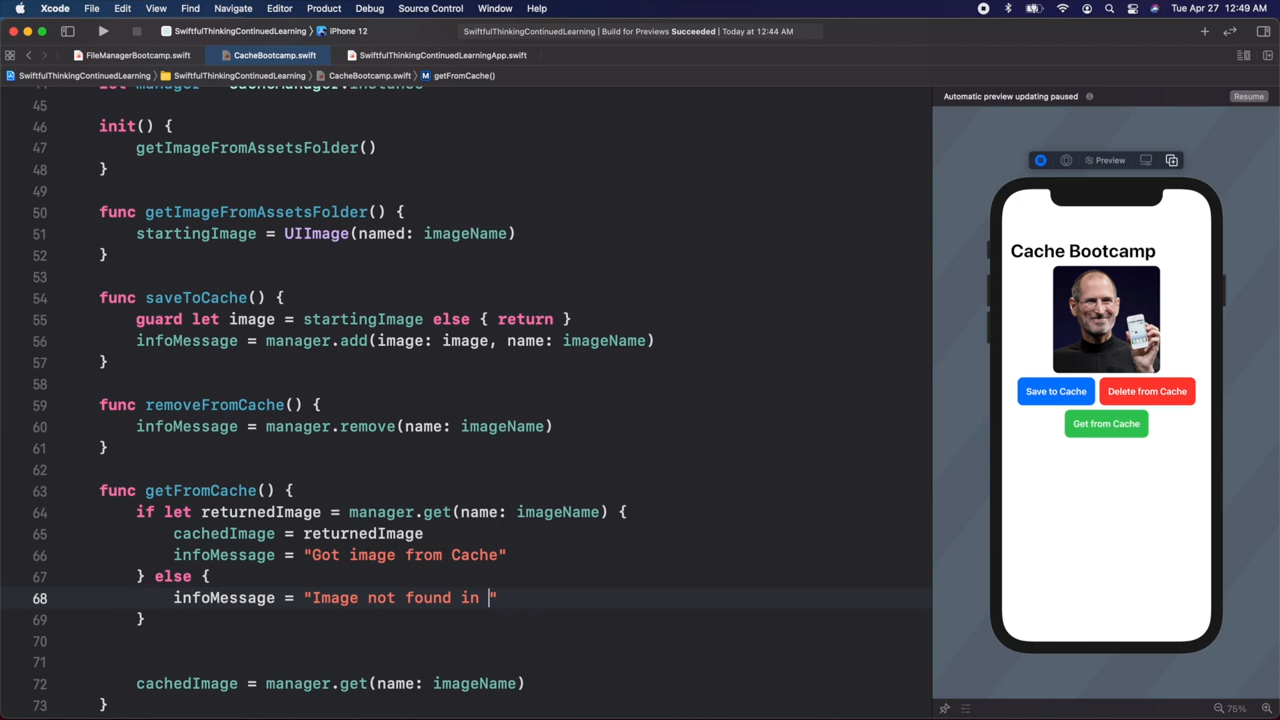 Xcode File Edit View Find Navigate Editor Product Debug Source Control Window Help Tue Apr 27 12:49 AM
SwiftfulThinkingContinuedLearning iPhone 12 SwiftfulThinkingContinuedLearning | Build for Previews Succeeded | Today at 12:44 AM
FileManagerBootcamp.swift CacheBootcamp.swift SwiftfulThinkingContinuedLearningApp.swift
SwiftfulThinkingContinuedLearning SwiftfulThinkingContinuedLearning CacheBootcamp.swift M getFromCache()
44 let manager = CacheManager.instance
45
46 init() {
47 getImageFromAssetsFolder()
48 }
49
50 func getImageFromAssetsFolder() {
51 startingImage = UIImage(named: imageName)
52 }
53
54 func saveToCache() {
55 guard let image = startingImage else { return }
56 infoMessage = manager.add(image: image, name: imageName)
57 }
58
59 func removeFromCache() {
60 infoMessage = manager.remove(name: imageName)
61 }
62
63 func getFromCache() {
64 if let returnedImage = manager.get(name: imageName) {
65 cachedImage = returnedImage
66 infoMessage = "Got image from Cache"
67 } else {
68 infoMessage = "Image not found in "
69 }
70
71
72 cachedImage = manager.get(name: imageName)
73 }
Automatic preview updating paused Resume
Preview
Cache Bootcamp
Save to Cache Delete from Cache
Get from Cache
75%